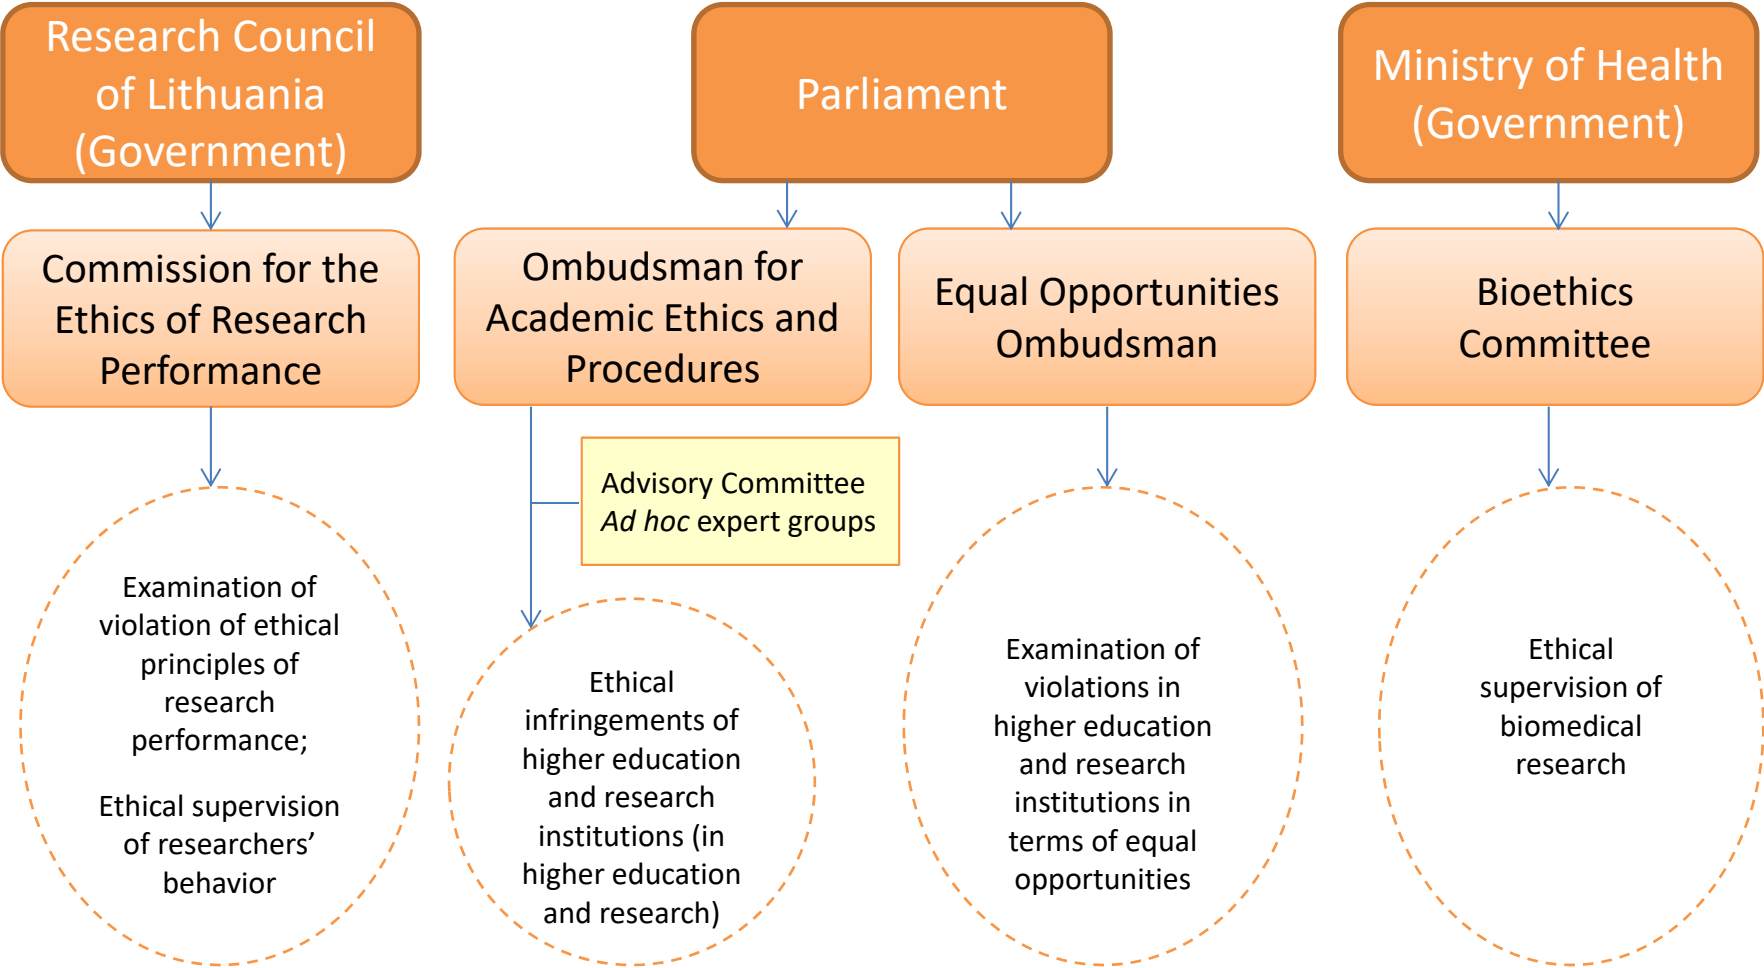 Research Council
of Lithuania
(Government)
Parliament
Ministry of Health
(Government)
Commission for the
Ethics of Research
Performance
Ombudsman for
Academic Ethics and
Procedures
Equal Opportunities
Ombudsman
Bioethics
Committee
Advisory Committee
Ad hoc expert groups
Examination of
violation of ethical
principles of
research
performance;
Ethical supervision
of researchers’
behavior
Ethical
infringements of
higher education
and research
institutions (in
higher education
and research)
Examination of
violations in
higher education
and research
institutions in
terms of equal
opportunities
Ethical
supervision of
biomedical
research